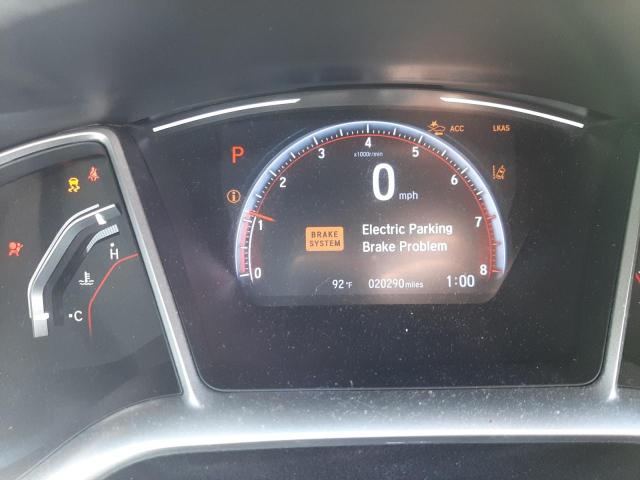 4
3 5
x1000r/min
ACC LKAS
P
2 6
0 mph
i
1 7
BRAKE SYSTEM
Electric Parking
Brake Problem
0 8
92°F 020290 miles 1:00
H
C